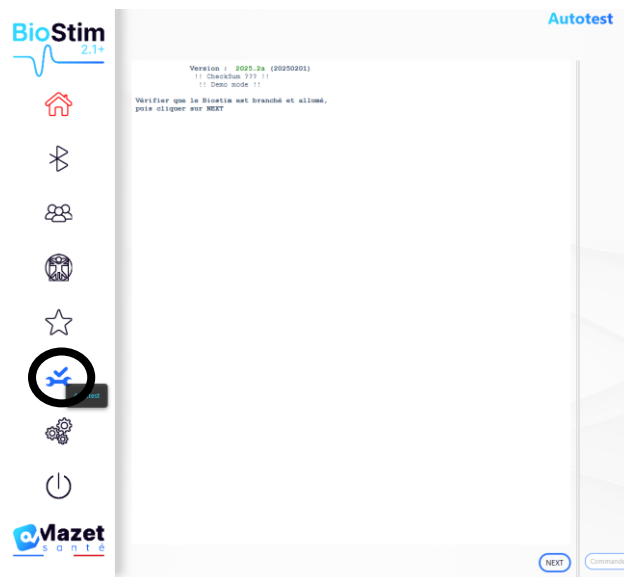 BioStim
2.1+
Autotest
Version : 2025.2a (20250201)
!! CheckSum ??? !!
!! Demo mode !!
Vérifier que le Biostim est branché et allumé,
puis cliquer sur NEXT
Mazet
santé
NEXT